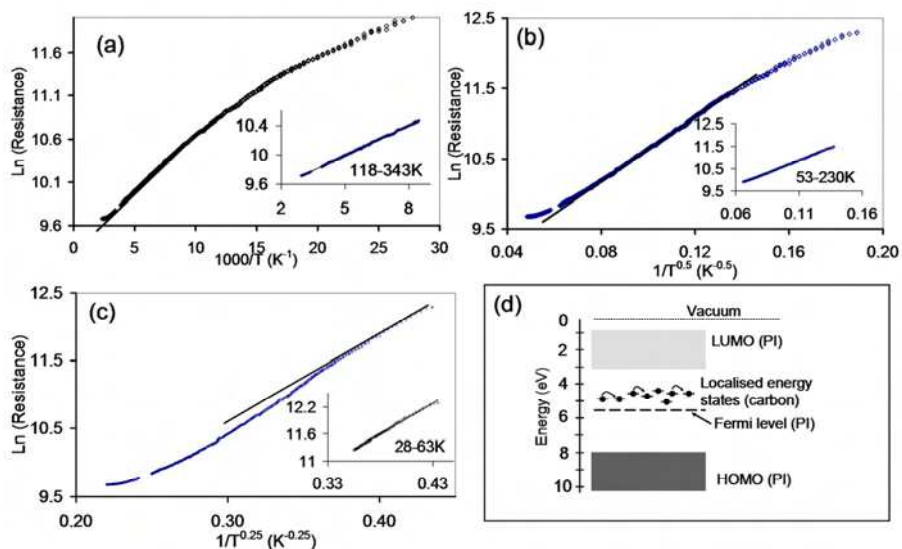 (a)
Ln (Resistance)
11.6
11.1
10.6
10.1
9.6
0 5 10 15 20 25 30
1000/T (K⁻¹)
10.4
10
9.6
118-343K
2 5 8
(b)
Ln (Resistance)
12.5
11.5
10.5
9.5
0.04 0.08 0.12 0.16 0.20
1/T⁰·⁵ (K⁻⁰·⁵)
12.5
11.5
10.5
9.5
53-230K
0.06 0.11 0.16
(c)
Ln (Resistance)
12.5
11.5
10.5
9.5
0.20 0.30 0.40
1/T⁰·²⁵ (K⁻⁰·²⁵)
12.2
11.6
11
28-63K
0.33 0.43
(d)
Energy (eV)
0
2
4
6
8
10
Vacuum
LUMO (PI)
Localised energy
states (carbon)
Fermi level (PI)
HOMO (PI)